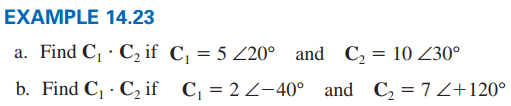 EXAMPLE 14.23
a. Find C₁ · C₂ if C₁ = 5 ∠20° and C₂ = 10 ∠30°
b. Find C₁ · C₂ if C₁ = 2 ∠−40° and C₂ = 7 ∠+120°